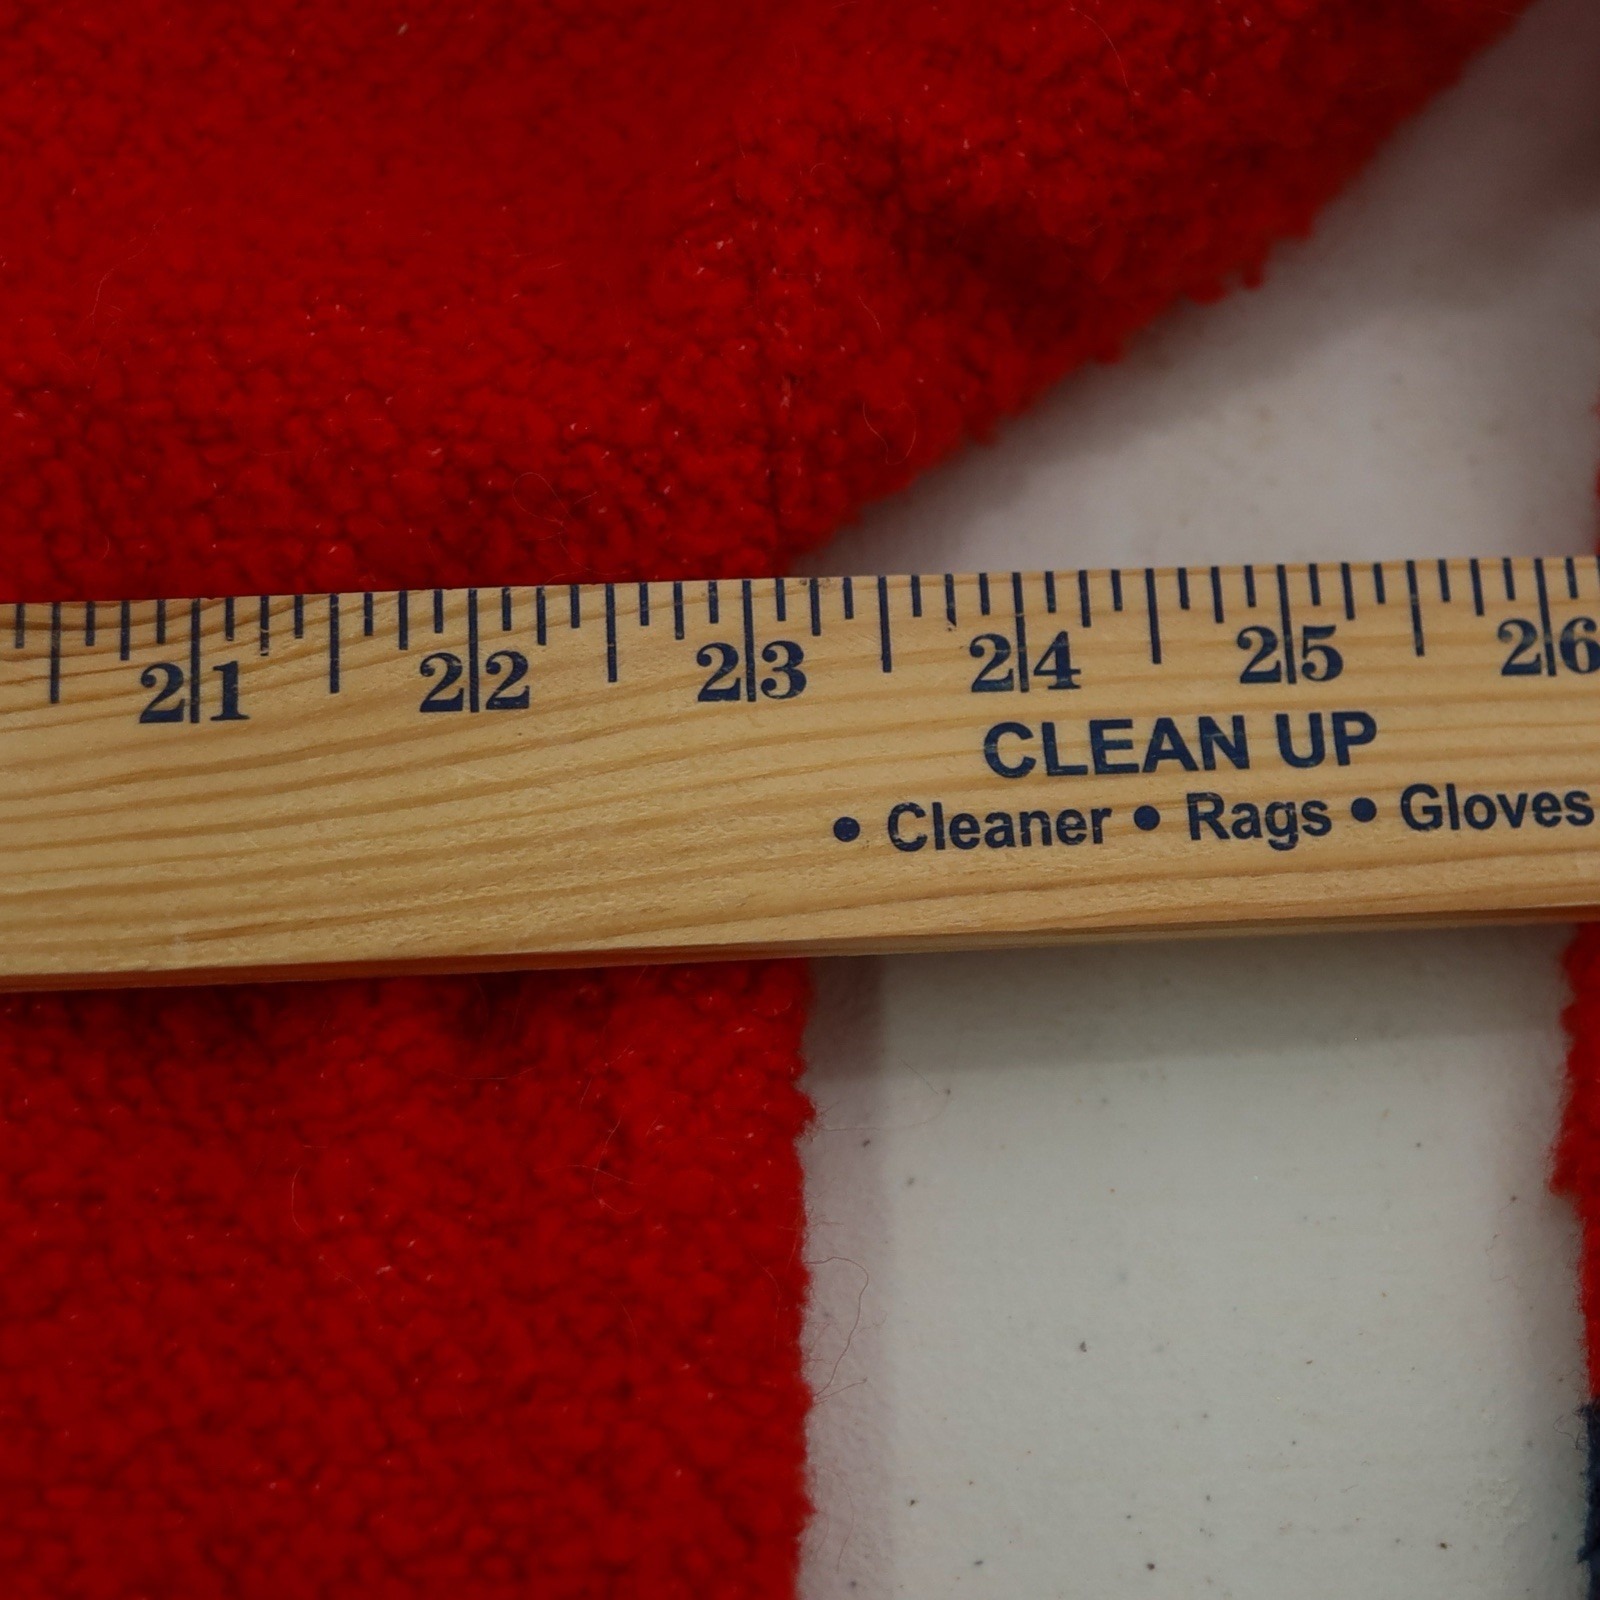 21 22 23 24 25 26
CLEAN UP
• Cleaner • Rags • Gloves